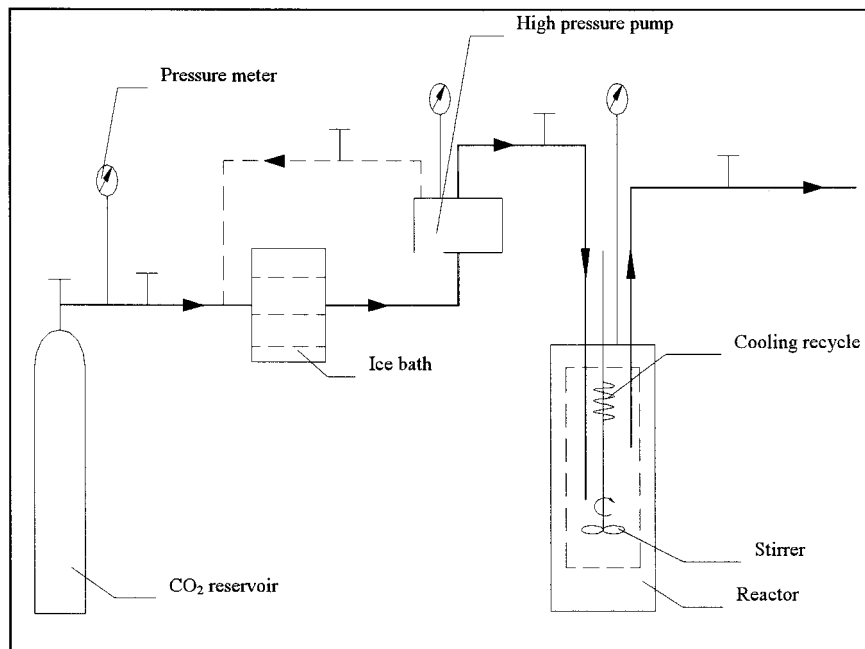 High pressure pump
Pressure meter
Ice bath
Cooling recycle
Stirrer
CO₂ reservoir
Reactor